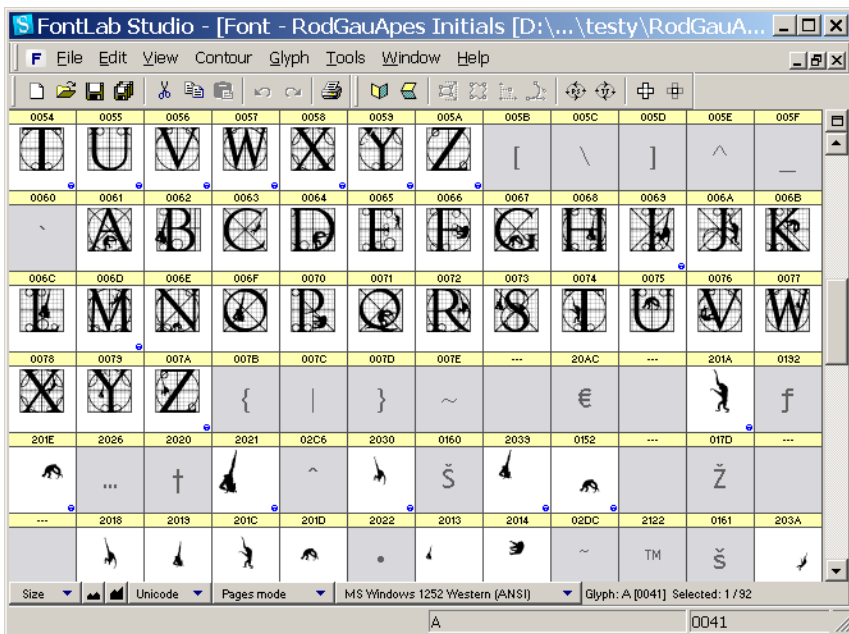 FontLab Studio - [Font - RodGauApes Initials [D:\...\testy\RodGauA...
File Edit View Contour Glyph Tools Window Help
0054 0055 0056 0057 0058 0059 005A 005B 005C 005D 005E 005F
T U V W X Y Z [ \ ] ^ _
0060 0061 0062 0063 0064 0065 0066 0067 0068 0069 006A 006B
` A B C D E F G H I J K
006C 006D 006E 006F 0070 0071 0072 0073 0074 0075 0076 0077
L M N O P Q R S T U V W
0078 0079 007A 007B 007C 007D 007E --- 20AC --- 201A 0192
X Y Z { | } ~ € ƒ
201E 2026 2020 2021 02C6 2030 0160 2039 0152 --- 017D ---
… † ˆ Š Ž
--- 2018 2019 201C 201D 2022 2013 2014 02DC 2122 0161 203A
• ~ TM š
Size Unicode Pages mode MS Windows 1252 Western (ANSI) Glyph: A [0041] Selected: 1 / 92
A 0041